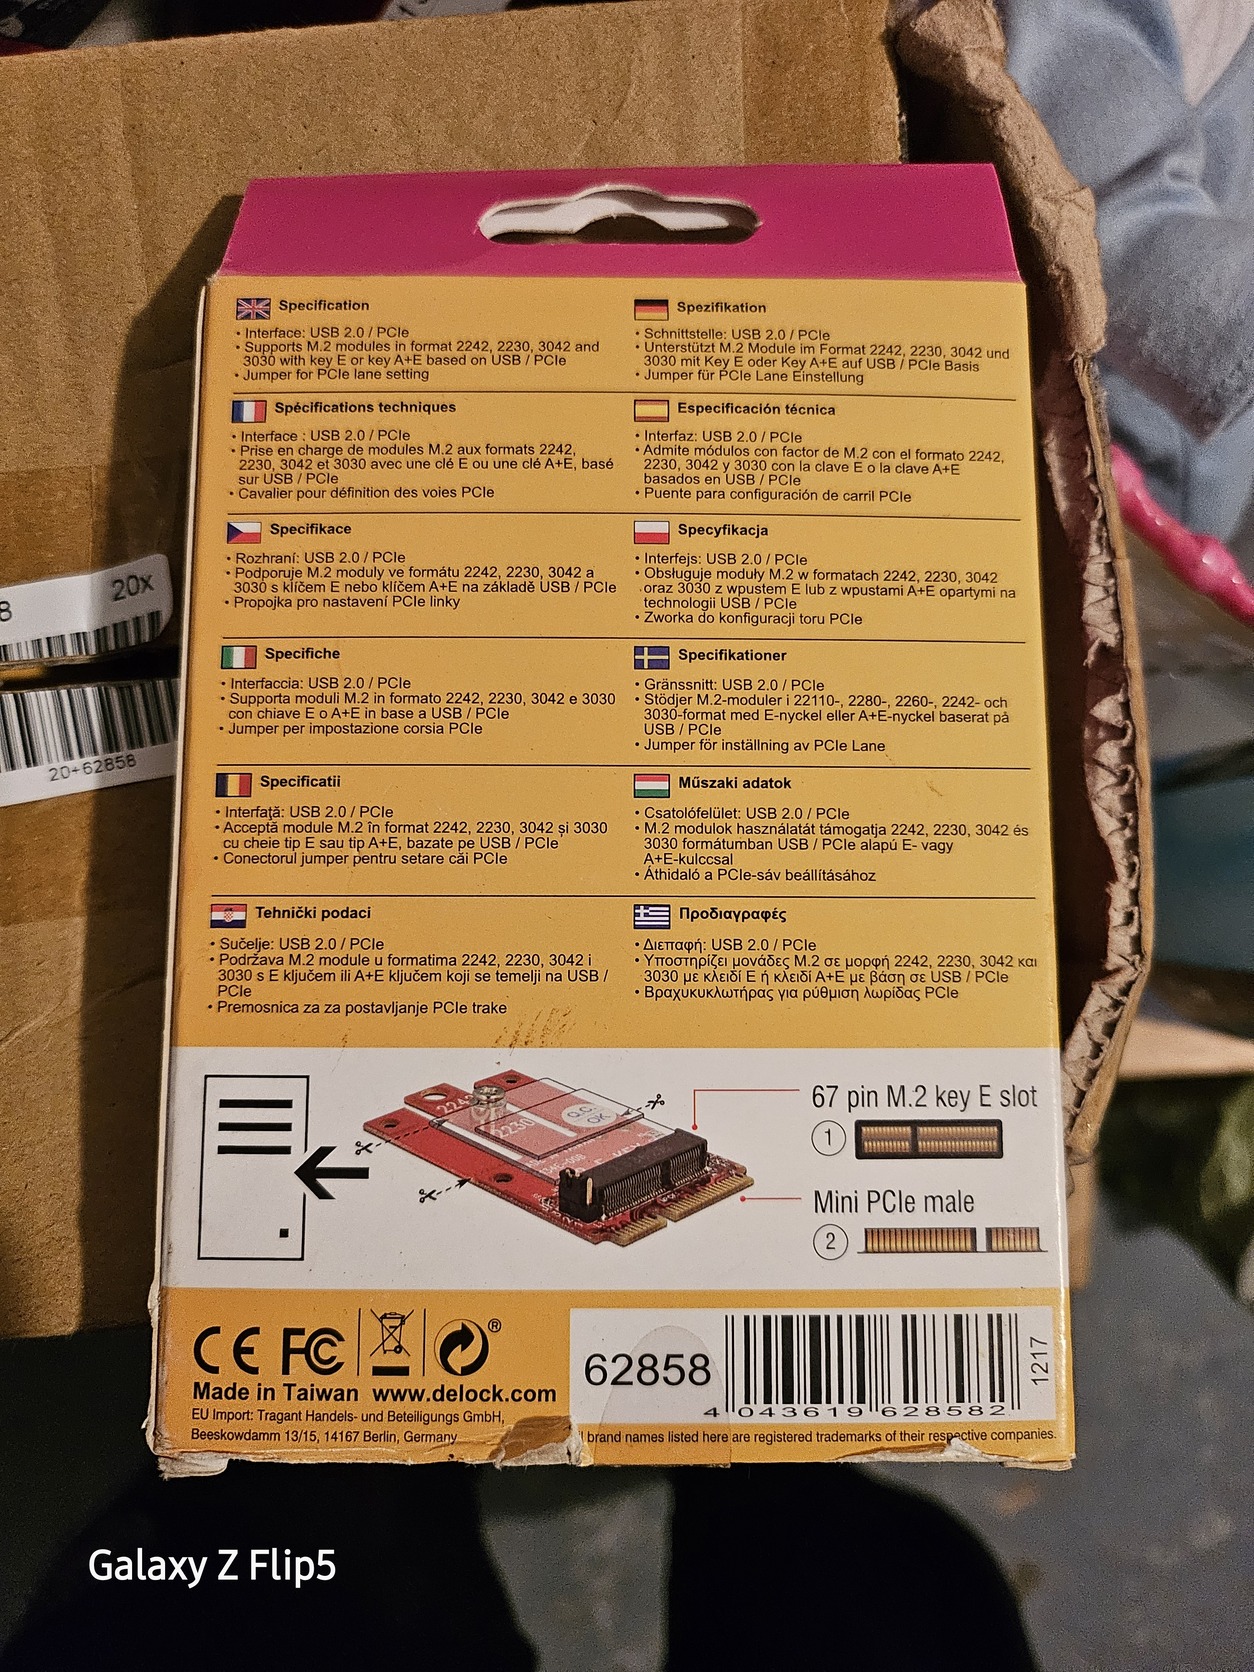 Specification
• Interface: USB 2.0 / PCIe
• Supports M.2 modules in format 2242, 2230, 3042 and
3030 with key E or key A+E based on USB / PCIe
• Jumper for PCIe lane setting
Spezifikation
• Schnittstelle: USB 2.0 / PCIe
• Unterstützt M.2 Module im Format 2242, 2230, 3042 und
3030 mit Key E oder Key A+E auf USB / PCIe Basis
• Jumper für PCIe Lane Einstellung
Spécifications techniques
• Interface : USB 2.0 / PCIe
• Prise en charge de modules M.2 aux formats 2242,
2230, 3042 et 3030 avec une clé E ou une clé A+E, basé
sur USB / PCIe
• Cavalier pour définition des voies PCIe
Especificación técnica
• Interfaz: USB 2.0 / PCIe
• Admite módulos con factor de M.2 con el formato 2242,
2230, 3042 y 3030 con la clave E o la clave A+E
basados en USB / PCIe
• Puente para configuración de carril PCIe
Specifikace
• Rozhraní: USB 2.0 / PCIe
• Podporuje M.2 moduly ve formátu 2242, 2230, 3042 a
3030 s klíčem E nebo klíčem A+E na základě USB / PCIe
• Propojka pro nastavení PCIe linky
Specyfikacja
• Interfejs: USB 2.0 / PCIe
• Obsługuje moduły M.2 w formatach 2242, 2230, 3042
oraz 3030 z wpustem E lub z wpustami A+E opartymi na
technologii USB / PCIe
• Zworka do konfiguracji toru PCIe
Specifiche
• Interfaccia: USB 2.0 / PCIe
• Supporta moduli M.2 in formato 2242, 2230, 3042 e 3030
con chiave E o A+E in base a USB / PCIe
• Jumper per impostazione corsia PCIe
Specifikationer
• Gränssnitt: USB 2.0 / PCIe
• Stödjer M.2-moduler i 22110-, 2280-, 2260-, 2242- och
3030-format med E-nyckel eller A+E-nyckel baserat på
USB / PCIe
• Jumper för inställning av PCIe Lane
Specificatii
• Interfaţă: USB 2.0 / PCIe
• Acceptă module M.2 în format 2242, 2230, 3042 și 3030
cu cheie tip E sau tip A+E, bazate pe USB / PCIe
• Conectorul jumper pentru setare căi PCIe
Műszaki adatok
• Csatolófelület: USB 2.0 / PCIe
• M.2 modulok használatát támogatja 2242, 2230, 3042 és
3030 formátumban USB / PCIe alapú E- vagy
A+E-kulccsal
• Áthidaló a PCIe-sáv beállításához
Tehnički podaci
• Sučelje: USB 2.0 / PCIe
• Podržava M.2 module u formatima 2242, 2230, 3042 i
3030 s E ključem ili A+E ključem koji se temelji na USB /
PCIe
• Premosnica za za postavljanje PCIe trake
Προδιαγραφές
• Διεπαφή: USB 2.0 / PCIe
• Υποστηρίζει μονάδες M.2 σε μορφή 2242, 2230, 3042 και
3030 με κλειδί E ή κλειδί A+E με βάση σε USB / PCIe
• Βραχυκυκλωτήρας για ρύθμιση λωρίδας PCIe
8 20x
20+62858
2230
Q.C.
OK
67 pin M.2 key E slot
1
Mini PCIe male
2
CE FC ®
Made in Taiwan www.delock.com
EU Import: Tragant Handels- und Beteiligungs GmbH,
Beeskowdamm 13/15, 14167 Berlin, Germany
62858
4 043619 628582
1217
brand names listed here are registered trademarks of their respective companies.
Galaxy Z Flip5